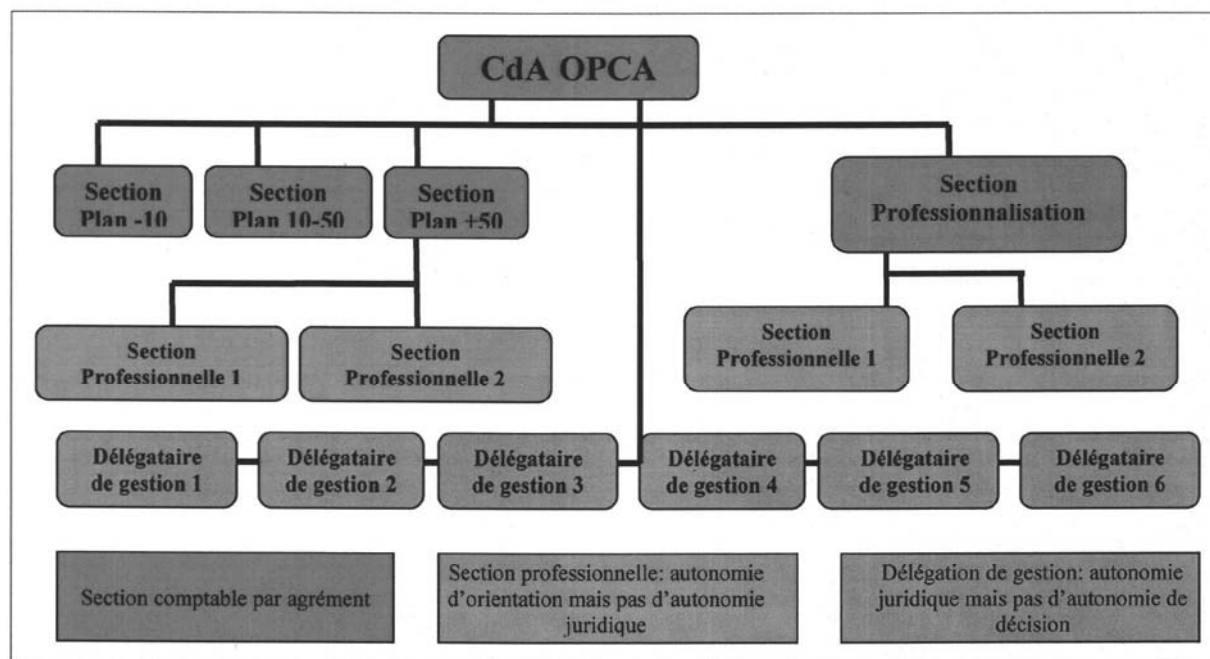 CdA OPCA
Section
Plan -10
Section
Plan 10-50
Section
Plan +50
Section
Professionnalisation
Section
Professionnelle 1
Section
Professionnelle 2
Section
Professionnelle 1
Section
Professionnelle 2
Délégataire
de gestion 1
Délégataire
de gestion 2
Délégataire
de gestion 3
Délégataire
de gestion 4
Délégataire
de gestion 5
Délégataire
de gestion 6
Section comptable par agrément
Section professionnelle: autonomie
d'orientation mais pas d'autonomie
juridique
Délégation de gestion: autonomie
juridique mais pas d'autonomie de
décision